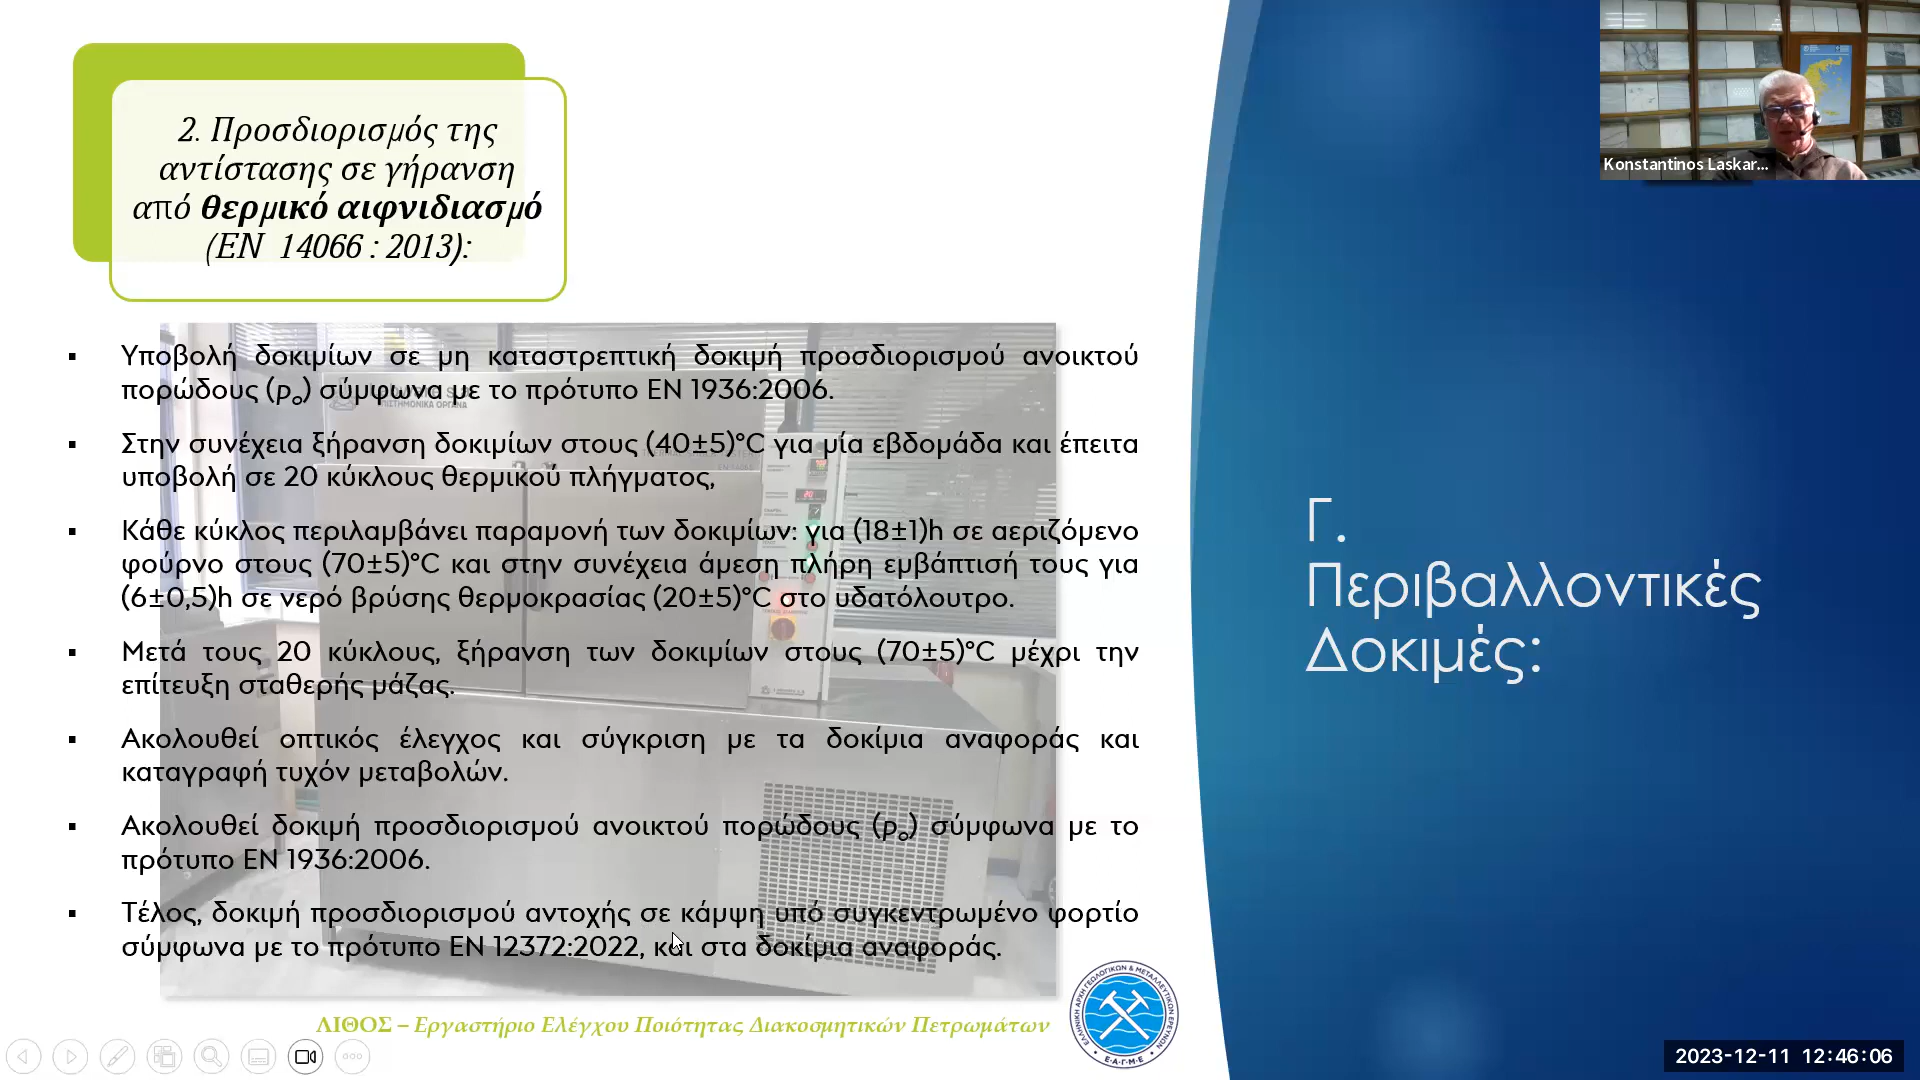 2. Προσδιορισμός της
αντίστασης σε γήρανση
από θερμικό αιφνιδιασμό
(EN 14066 : 2013):
▪ Υποβολή δοκιμίων σε μη καταστρεπτική δοκιμή προσδιορισμού ανοικτού
πορώδους (po) σύμφωνα με το πρότυπο EN 1936:2006.
▪ Στην συνέχεια ξήρανση δοκιμίων στους (40±5)°C για μία εβδομάδα και έπειτα
υποβολή σε 20 κύκλους θερμικού πλήγματος,
▪ Κάθε κύκλος περιλαμβάνει παραμονή των δοκιμίων: για (18±1)h σε αεριζόμενο
φούρνο στους (70±5)°C και στην συνέχεια άμεση πλήρη εμβάπτισή τους για
(6±0,5)h σε νερό βρύσης θερμοκρασίας (20±5)°C στο υδατόλουτρο.
▪ Μετά τους 20 κύκλους, ξήρανση των δοκιμίων στους (70±5)°C μέχρι την
επίτευξη σταθερής μάζας.
▪ Ακολουθεί οπτικός έλεγχος και σύγκριση με τα δοκίμια αναφοράς και
καταγραφή τυχόν μεταβολών.
▪ Ακολουθεί δοκιμή προσδιορισμού ανοικτού πορώδους (po) σύμφωνα με το
πρότυπο EN 1936:2006.
▪ Τέλος, δοκιμή προσδιορισμού αντοχής σε κάμψη υπό συγκεντρωμένο φορτίο
σύμφωνα με το πρότυπο EN 12372:2022, και στα δοκίμια αναφοράς.
ΛΙΘΟΣ – Εργαστήριο Ελέγχου Ποιότητας Διακοσμητικών Πετρωμάτων
ΕΛΛΗΝΙΚΗ ΑΡΧΗ ΓΕΩΛΟΓΙΚΩΝ & ΜΕΤΑΛΛΕΥΤΙΚΩΝ ΕΡΕΥΝΩΝ
• Ε.Α.Γ.Μ.Ε •
Γ.
Περιβαλλοντικές
Δοκιμές:
Konstantinos Laskar...
2023-12-11 12:46:06